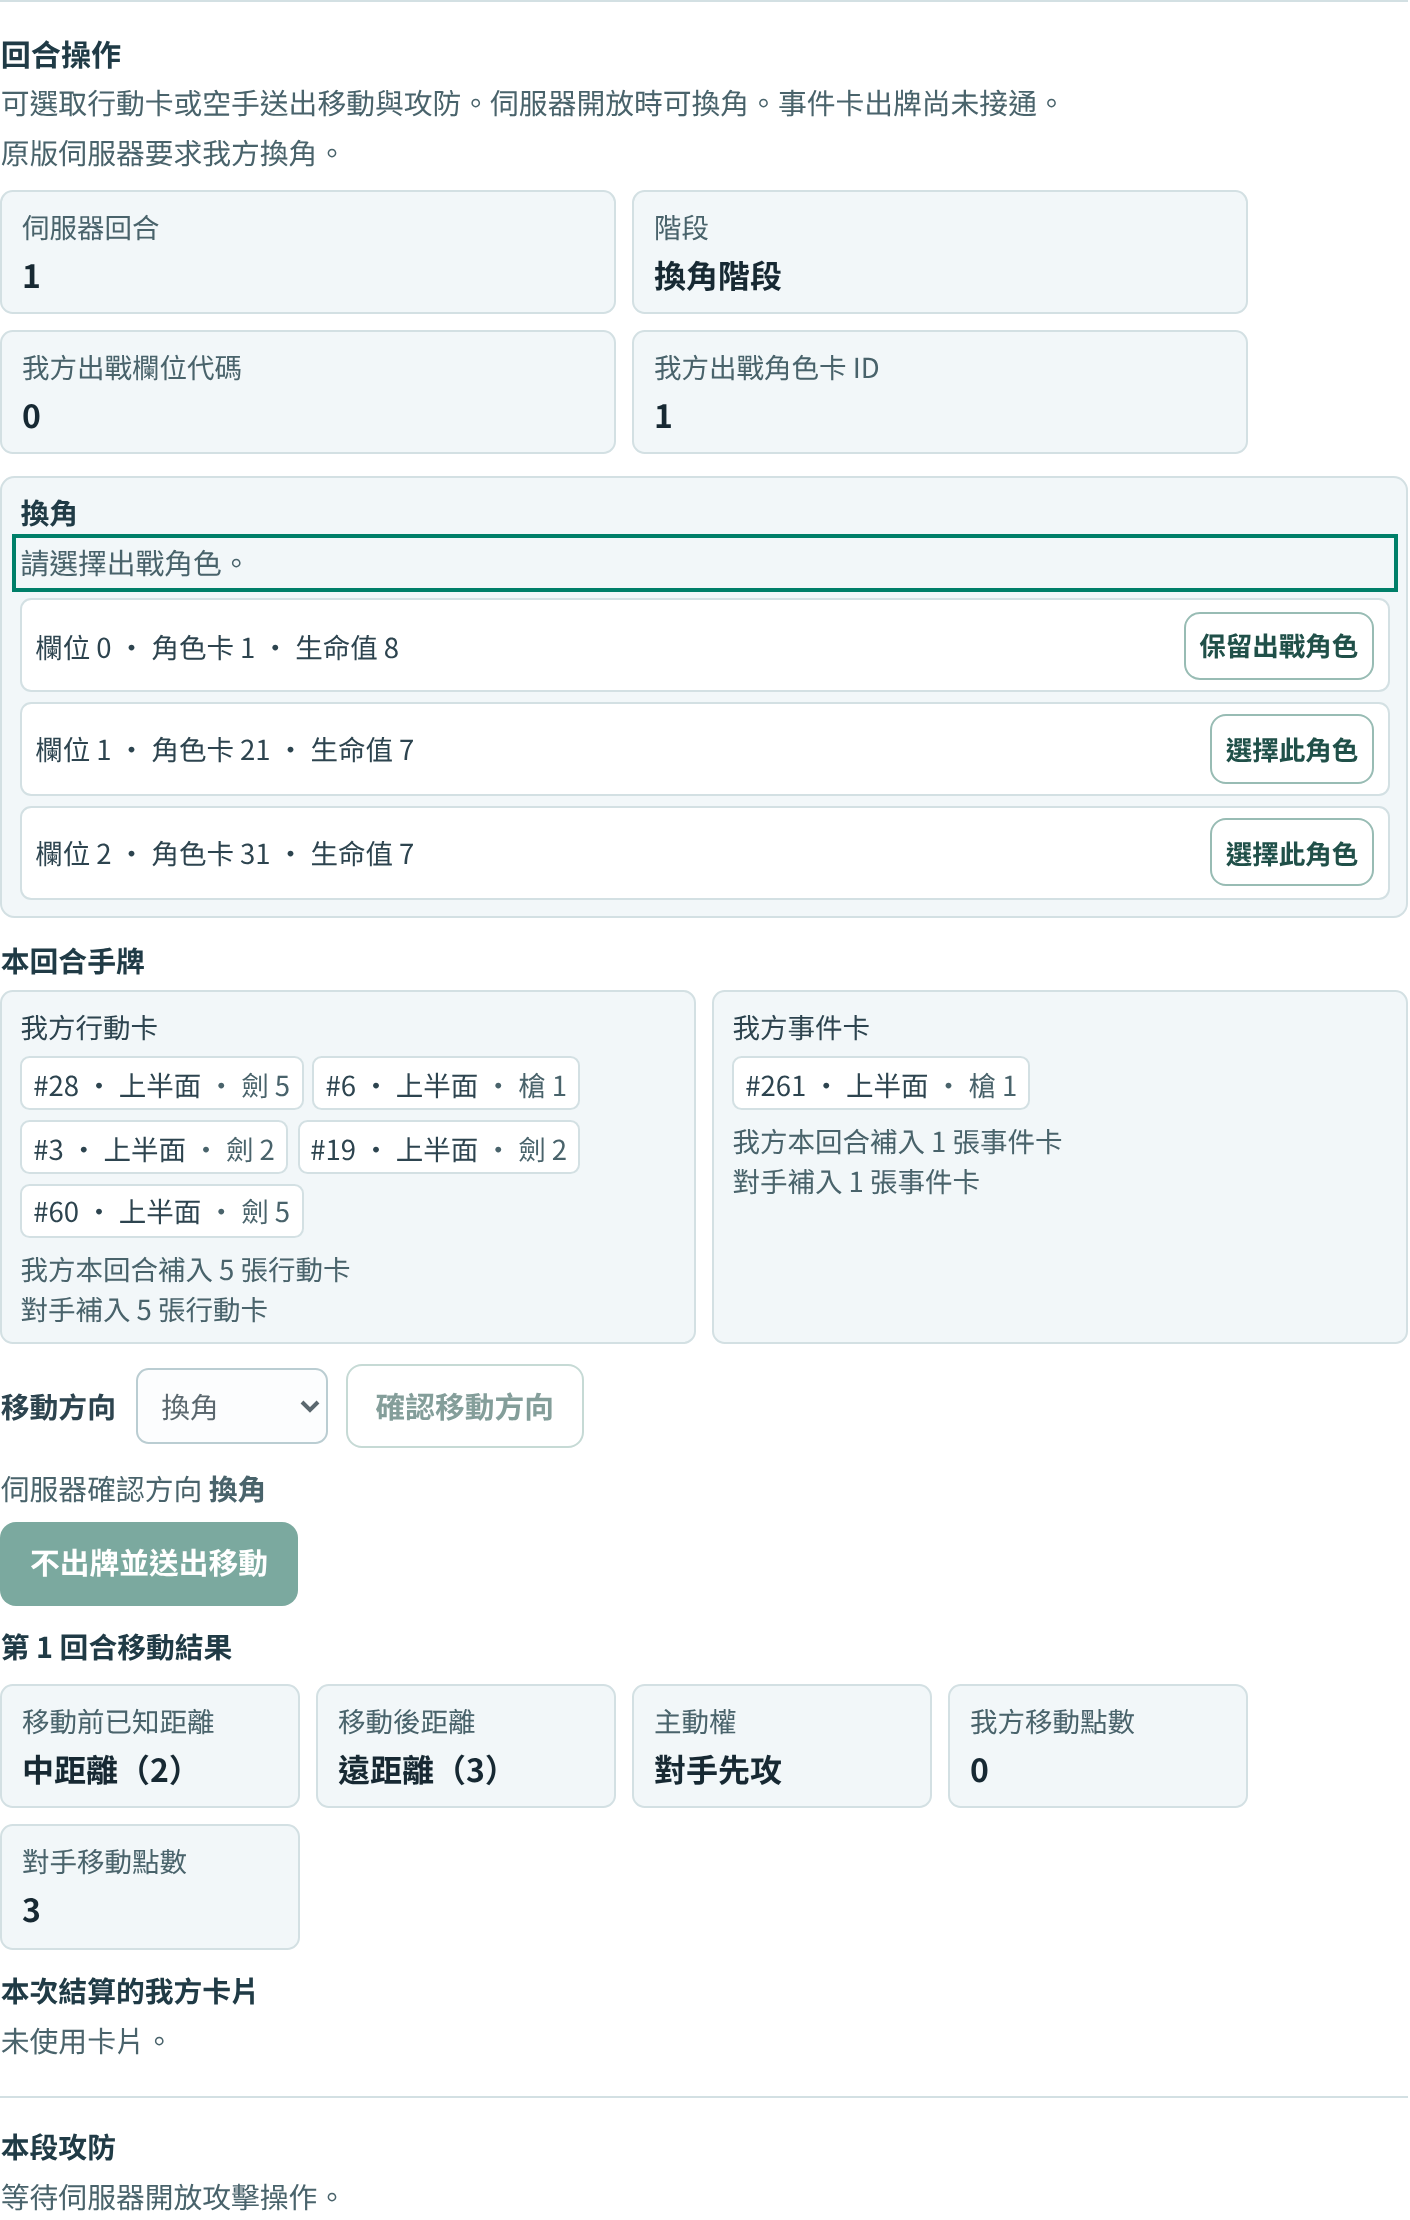 回合操作
可選取行動卡或空手送出移動與攻防。伺服器開放時可換角。事件卡出牌尚未接通。
原版伺服器要求我方換角。
伺服器回合
1
階段
換角階段
我方出戰欄位代碼
0
我方出戰角色卡 ID
1
換角
請選擇出戰角色。
欄位 0 · 角色卡 1 · 生命值 8
保留出戰角色
欄位 1 · 角色卡 21 · 生命值 7
選擇此角色
欄位 2 · 角色卡 31 · 生命值 7
選擇此角色
本回合手牌
我方行動卡
#28 · 上半面 · 劍 5
#6 · 上半面 · 槍 1
#3 · 上半面 · 劍 2
#19 · 上半面 · 劍 2
#60 · 上半面 · 劍 5
我方本回合補入 5 張行動卡
對手補入 5 張行動卡
我方事件卡
#261 · 上半面 · 槍 1
我方本回合補入 1 張事件卡
對手補入 1 張事件卡
移動方向
換角
確認移動方向
伺服器確認方向 換角
不出牌並送出移動
第 1 回合移動結果
移動前已知距離
中距離（2）
移動後距離
遠距離（3）
主動權
對手先攻
我方移動點數
0
對手移動點數
3
本次結算的我方卡片
未使用卡片。
本段攻防
等待伺服器開放攻擊操作。